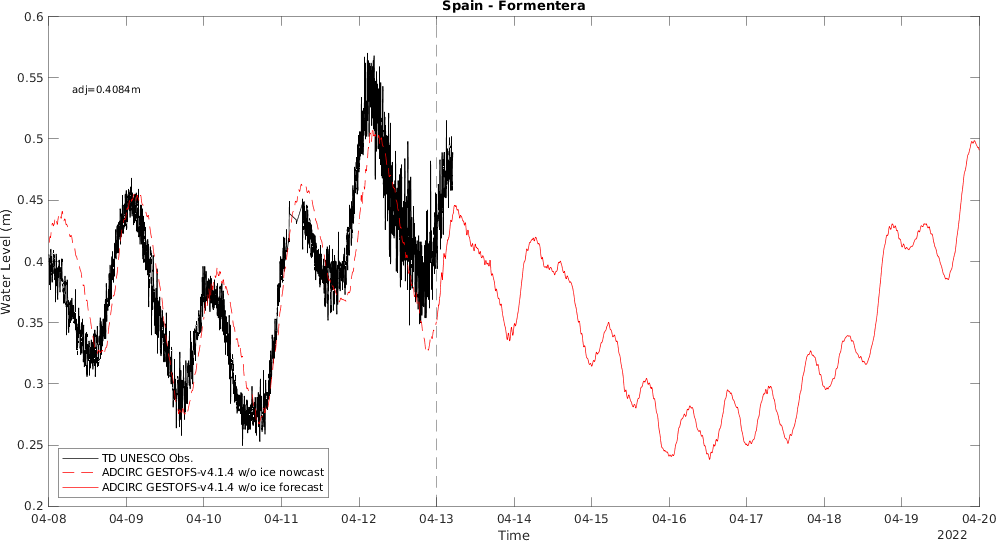 Spain - Formentera
0.6
0.55
0.5
0.45
0.4
0.35
0.3
0.25
0.2
Water Level (m)
adj=0.4084m
TD UNESCO Obs.
ADCIRC GESTOFS-v4.1.4 w/o ice nowcast
ADCIRC GESTOFS-v4.1.4 w/o ice forecast
04-08 04-09 04-10 04-11 04-12 04-13 04-14 04-15 04-16 04-17 04-18 04-19 04-20
Time
2022